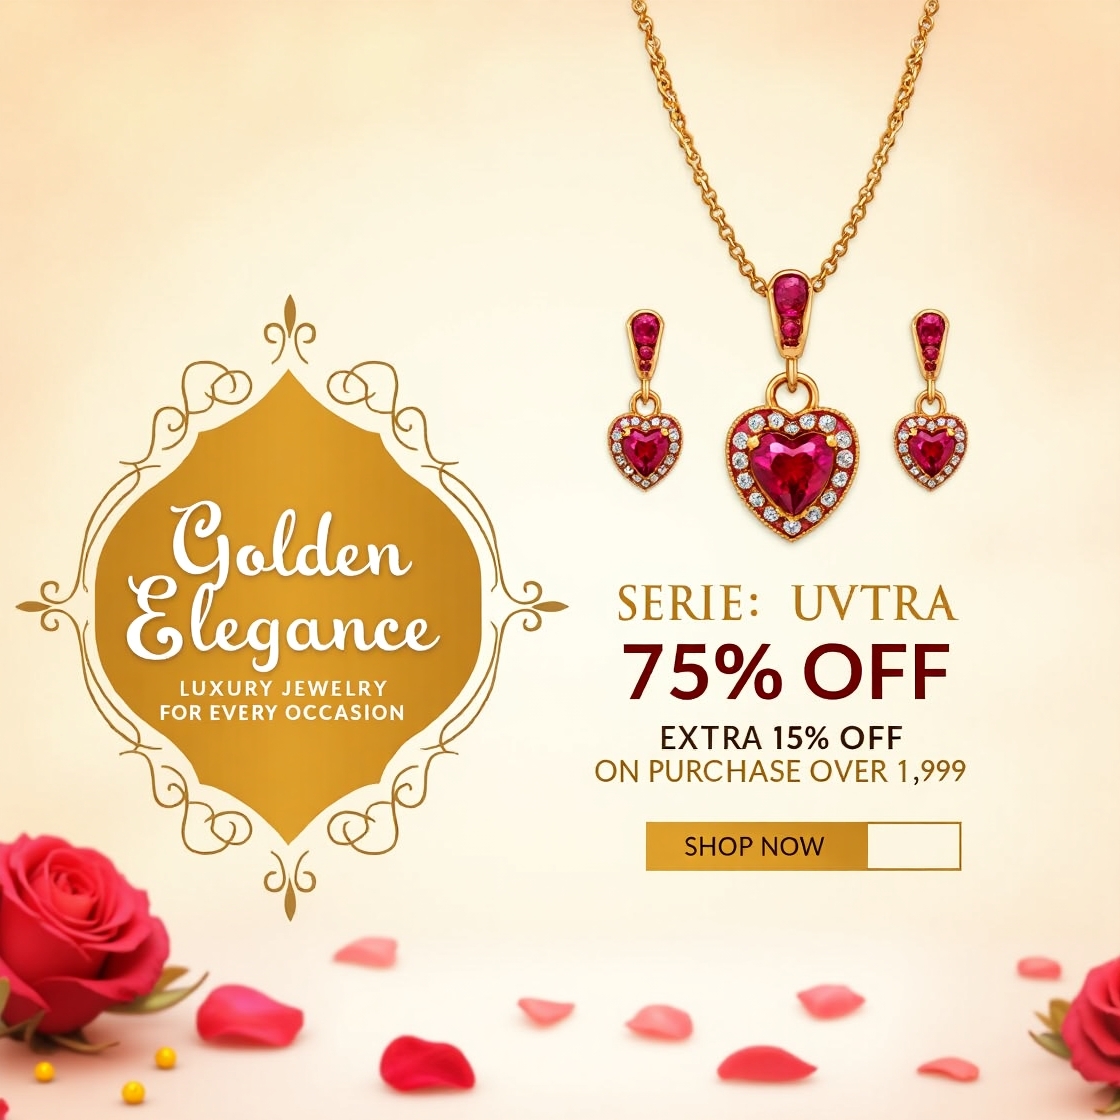 Golden
Elegance
LUXURY JEWELRY
FOR EVERY OCCASION
SERIE: UVTRA
75% OFF
EXTRA 15% OFF
ON PURCHASE OVER 1,999
SHOP NOW